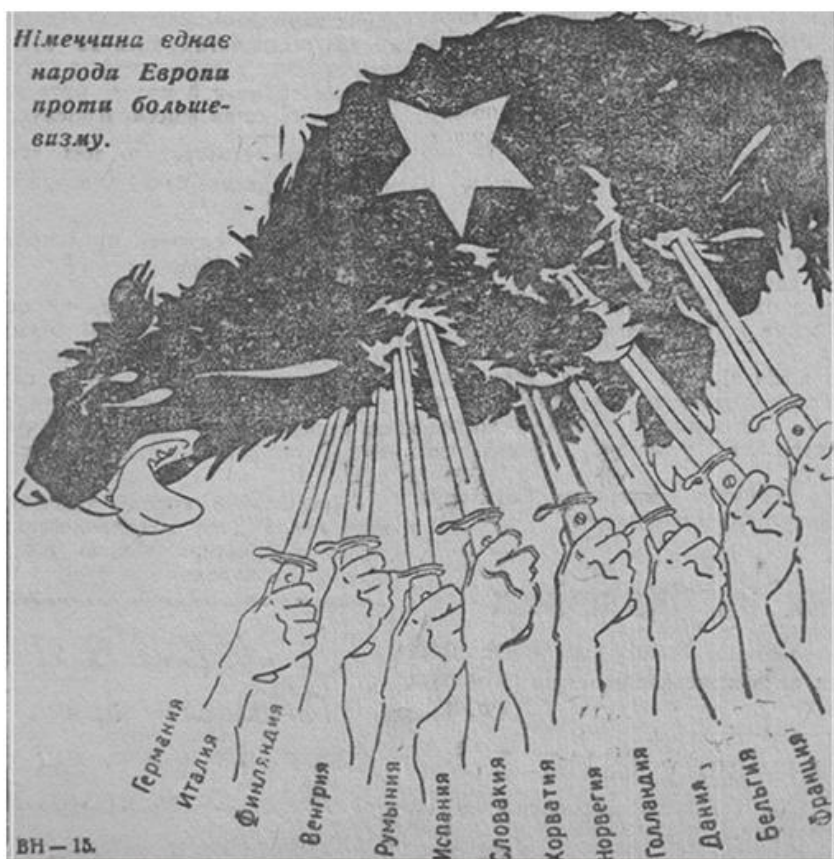 Німеччина єднає
народа Европи
проти больше-
визму.
Германия
Италия
Финляндия
Венгрия
Румыния
Испания
Словакия
Хорватия
Норвегия
Голландия
Дания
Бельгия
Франция
ВН — 15.